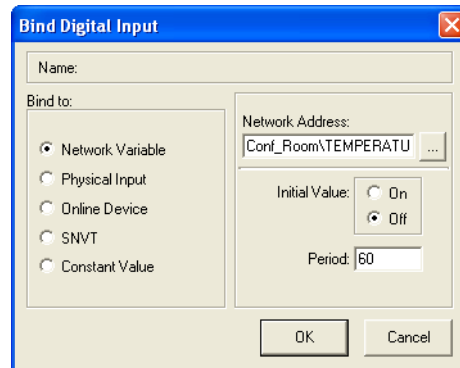 Bind Digital Input
Name:
Bind to:
Network Variable
Physical Input
Online Device
SNVT
Constant Value
Network Address:
Conf_Room\TEMPERATU
...
Initial Value:
On
Off
Period:
60
OK
Cancel